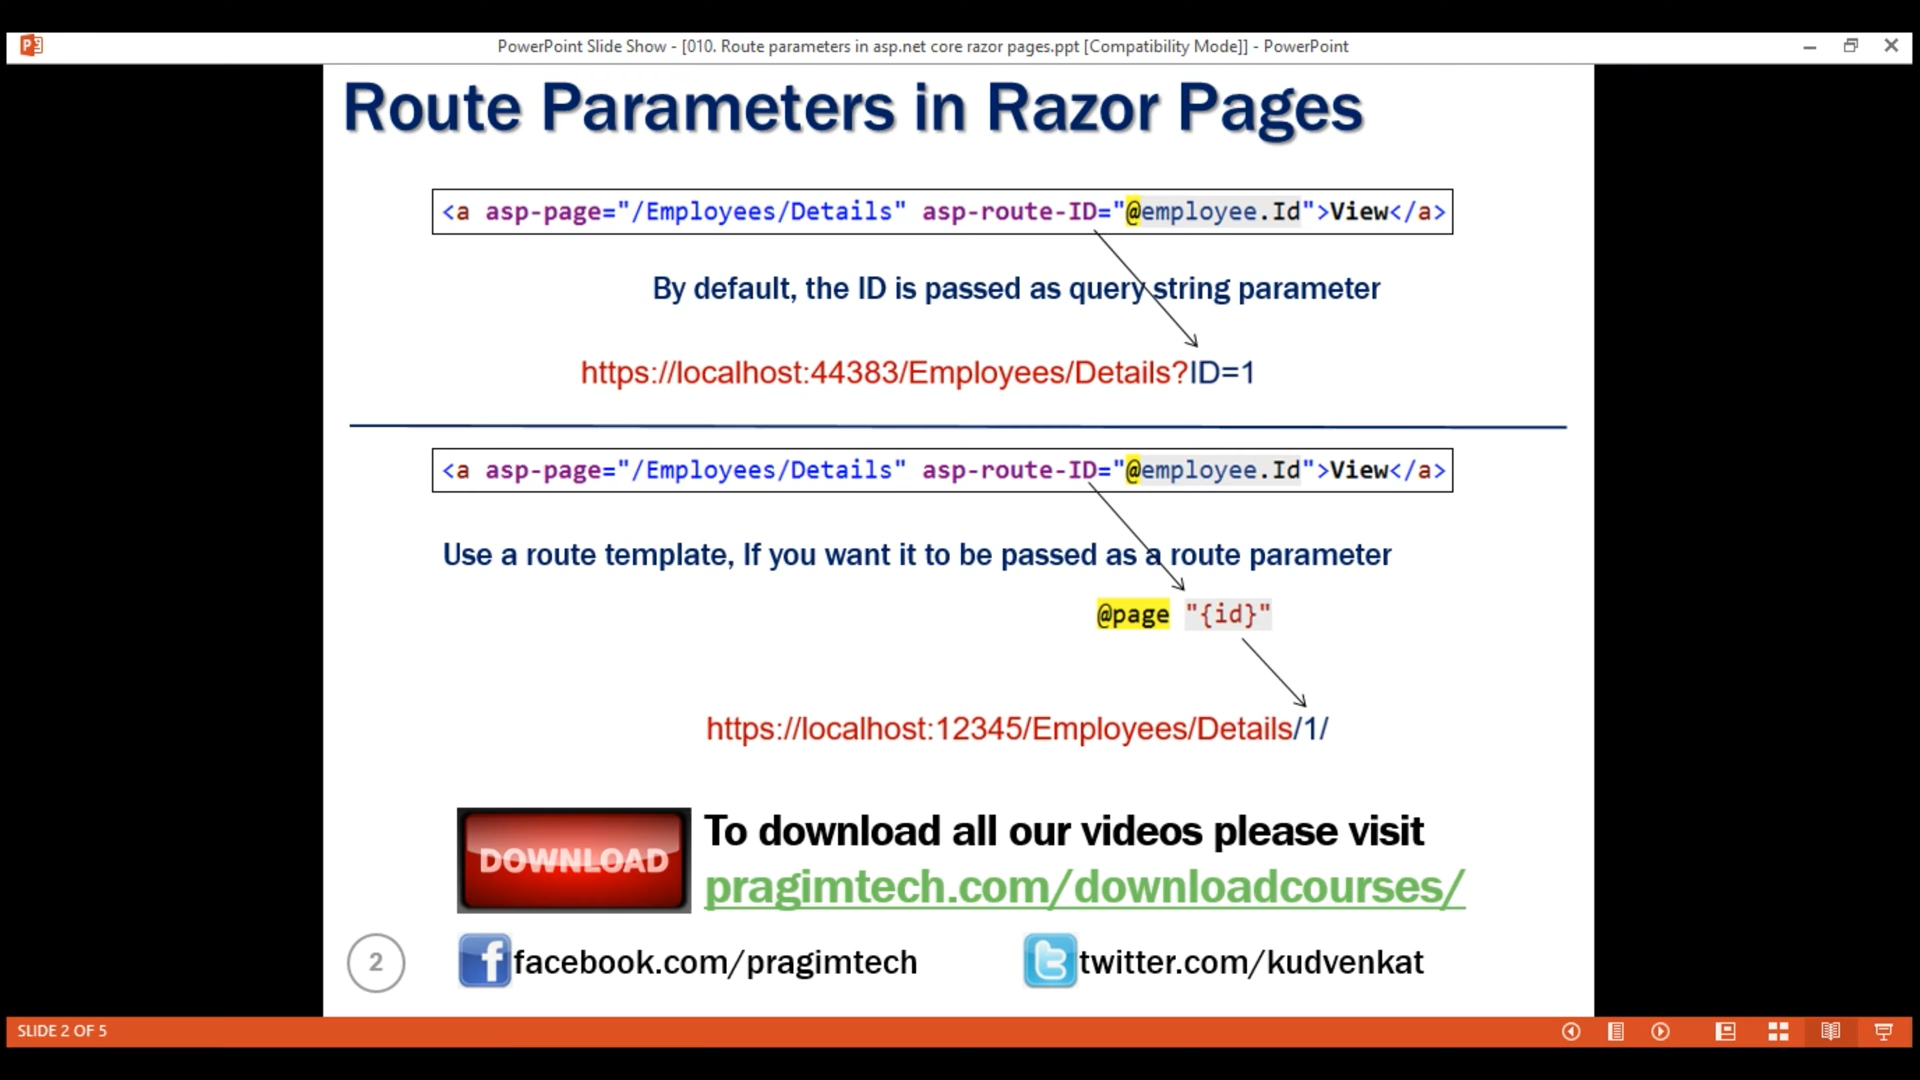 PowerPoint Slide Show - [010. Route parameters in asp.net core razor pages.ppt [Compatibility Mode]] - PowerPoint
Route Parameters in Razor Pages
<a asp-page="/Employees/Details" asp-route-ID="@employee.Id">View</a>
By default, the ID is passed as query string parameter
https://localhost:44383/Employees/Details?ID=1
<a asp-page="/Employees/Details" asp-route-ID="@employee.Id">View</a>
Use a route template, If you want it to be passed as a route parameter
@page "{id}"
https://localhost:12345/Employees/Details/1/
DOWNLOAD
To download all our videos please visit
pragimtech.com/downloadcourses/
2
facebook.com/pragimtech
twitter.com/kudvenkat
SLIDE 2 OF 5